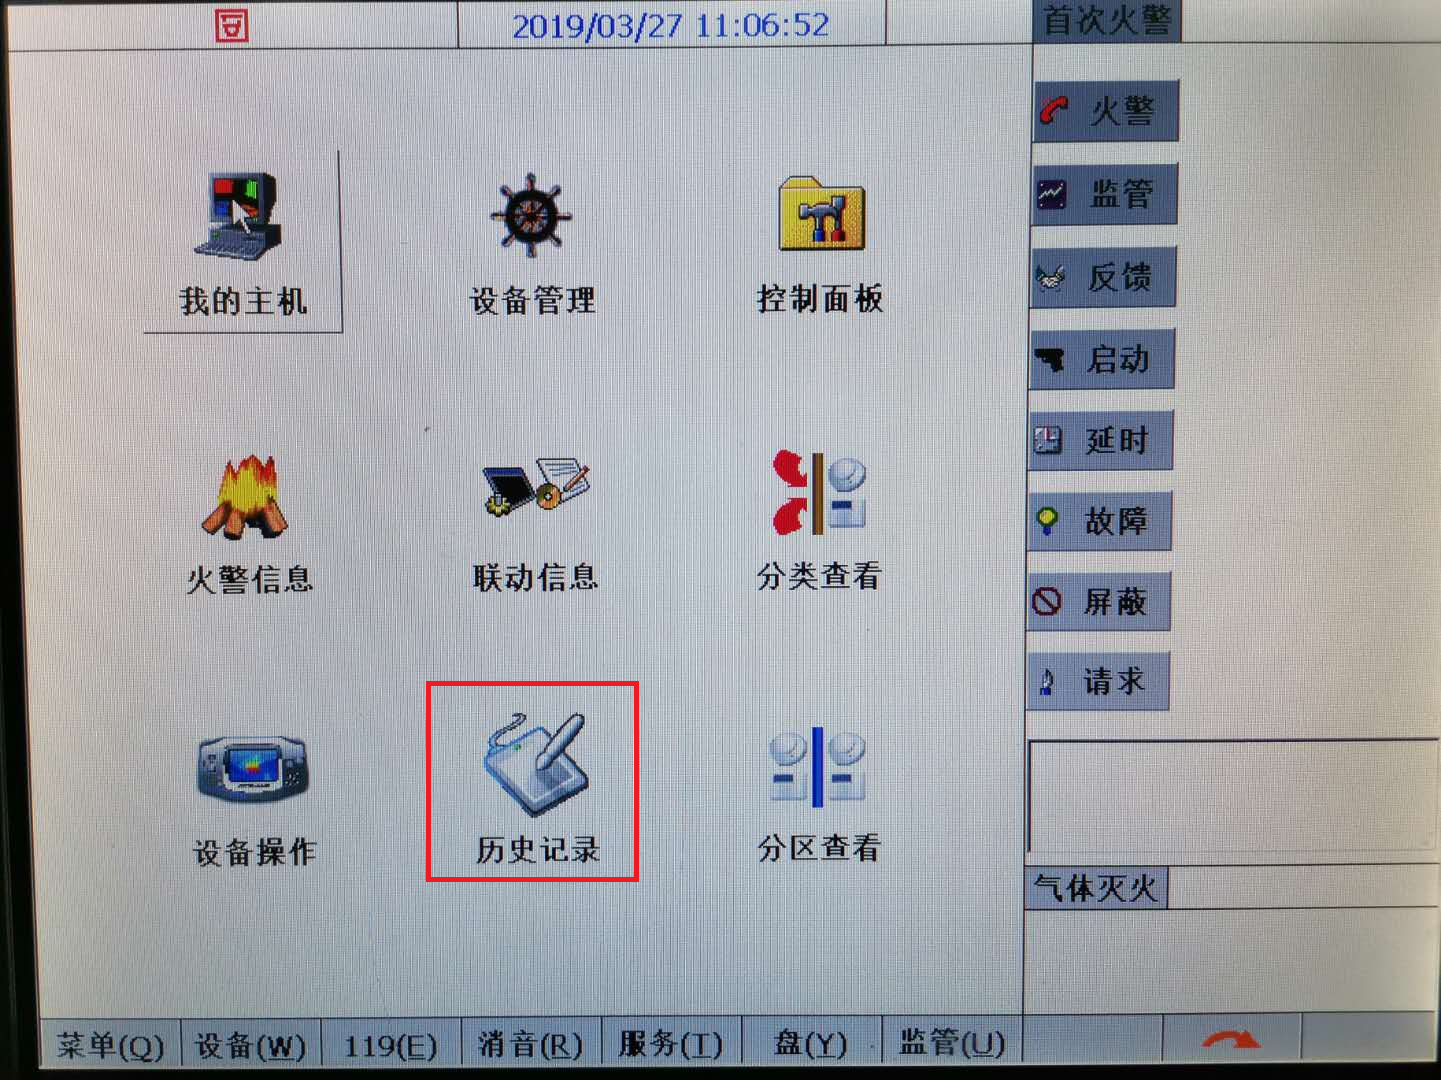 2019/03/27 11:06:52
首次火警
火警
监管
反馈
启动
延时
故障
屏蔽
请求
气体灭火
我的主机
设备管理
控制面板
火警信息
联动信息
分类查看
设备操作
历史记录
分区查看
菜单(Q)
设备(W)
119(E)
消音(R)
服务(T)
盘(Y)
监管(U)